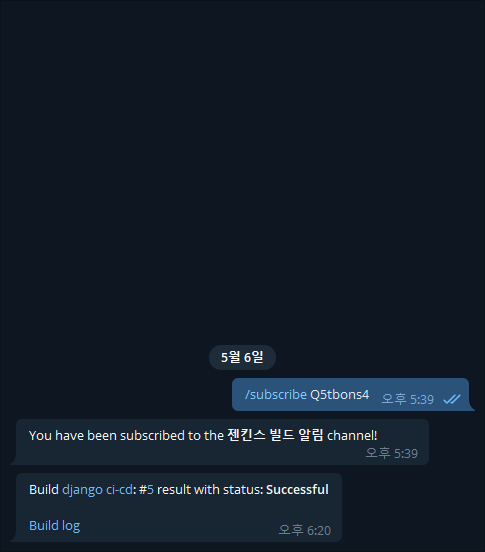 5월 6일
/subscribe Q5tbons4 오후 5:39
You have been subscribed to the 젠킨스 빌드 알림 channel!
오후 5:39
Build django ci-cd: #5 result with status: Successful
Build log 오후 6:20